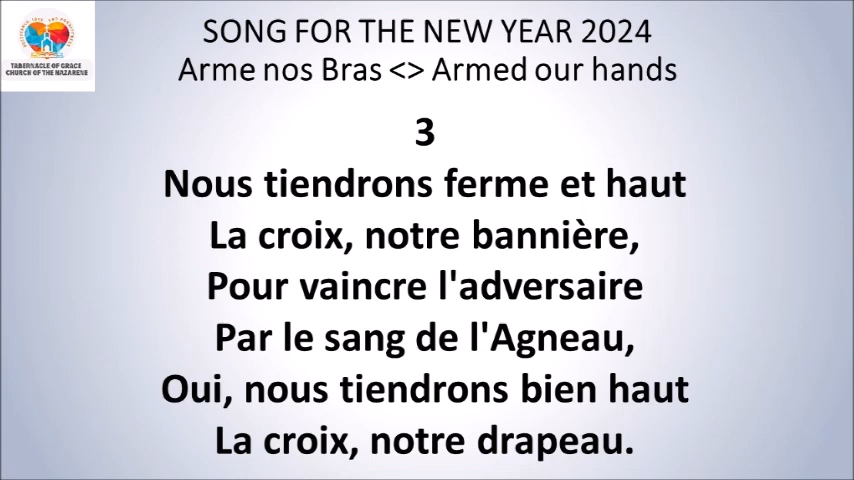 TABERNACLE OF GRACE
CHURCH OF THE NAZARENE
SONG FOR THE NEW YEAR 2024
Arme nos Bras <> Armed our hands
3
Nous tiendrons ferme et haut
La croix, notre bannière,
Pour vaincre l'adversaire
Par le sang de l'Agneau,
Oui, nous tiendrons bien haut
La croix, notre drapeau.